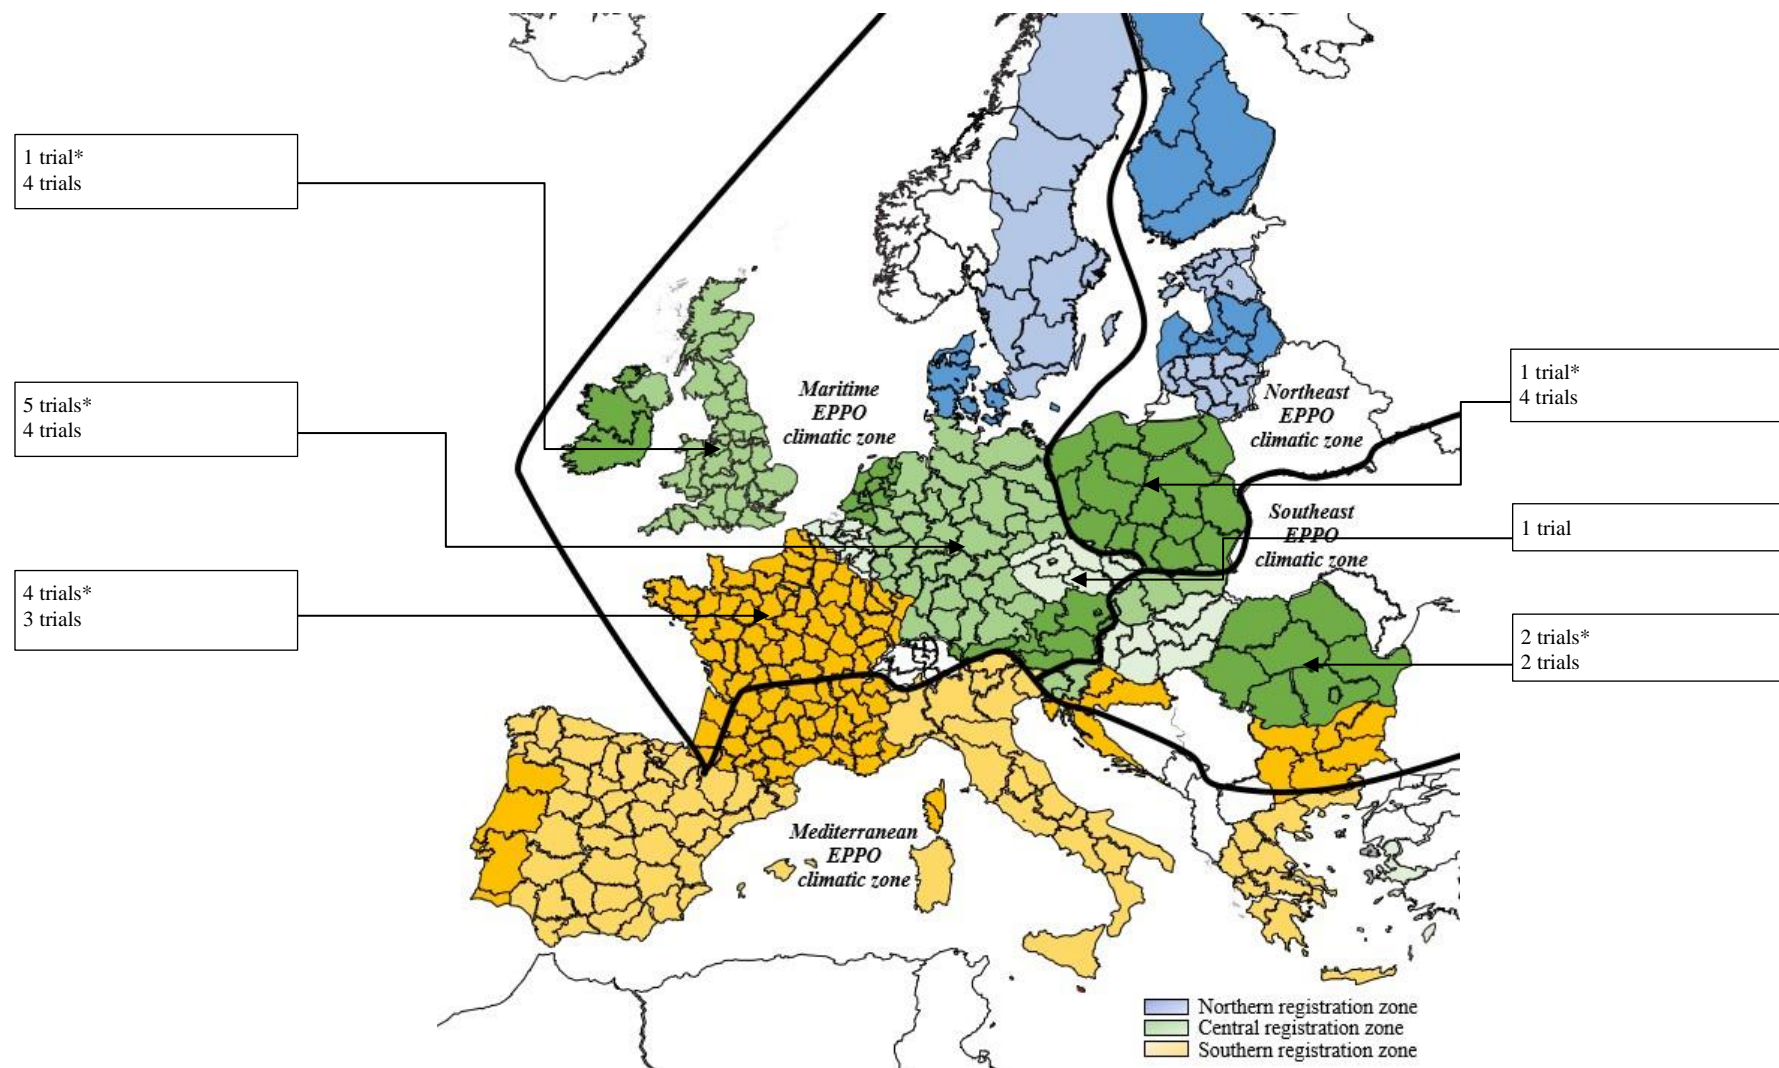 1 trial*
4 trials
5 trials*
4 trials
4 trials*
3 trials
Maritime
EPPO
climatic zone
Northeast
EPPO
climatic zone
Southeast
EPPO
climatic zone
Mediterranean
EPPO
climatic zone
1 trial*
4 trials
1 trial
2 trials*
2 trials
Northern registration zone
Central registration zone
Southern registration zone